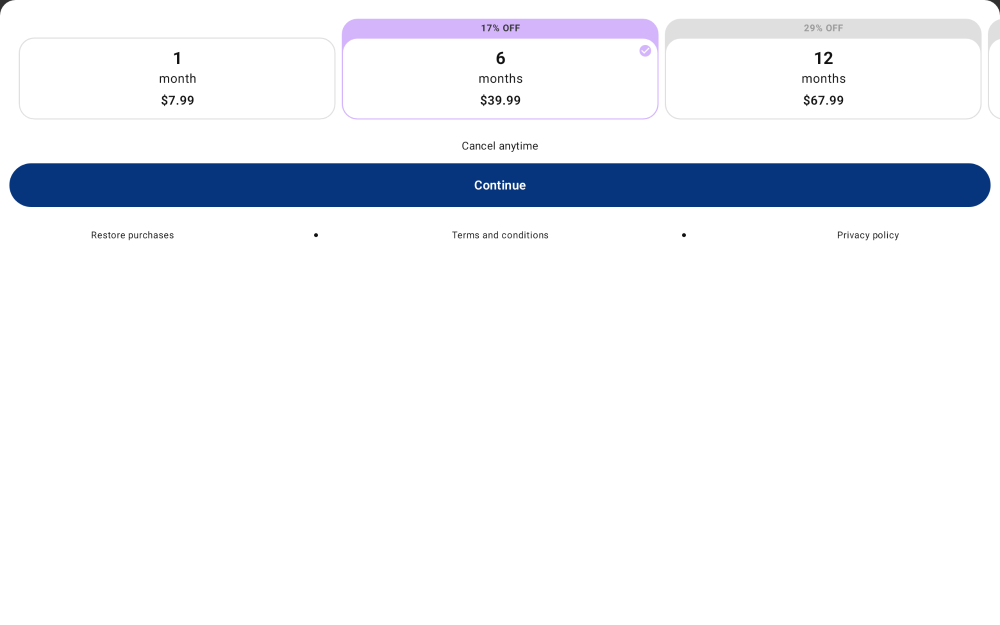 1
month
$7.99
17% OFF
6
months
$39.99
29% OFF
12
months
$67.99
Cancel anytime
Continue
Restore purchases
Terms and conditions
Privacy policy